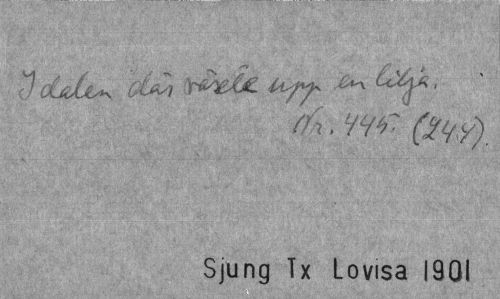 I dalen där växte upp en lilja.
Nr. 445. (244).
Sjung Tx Lovisa 1901